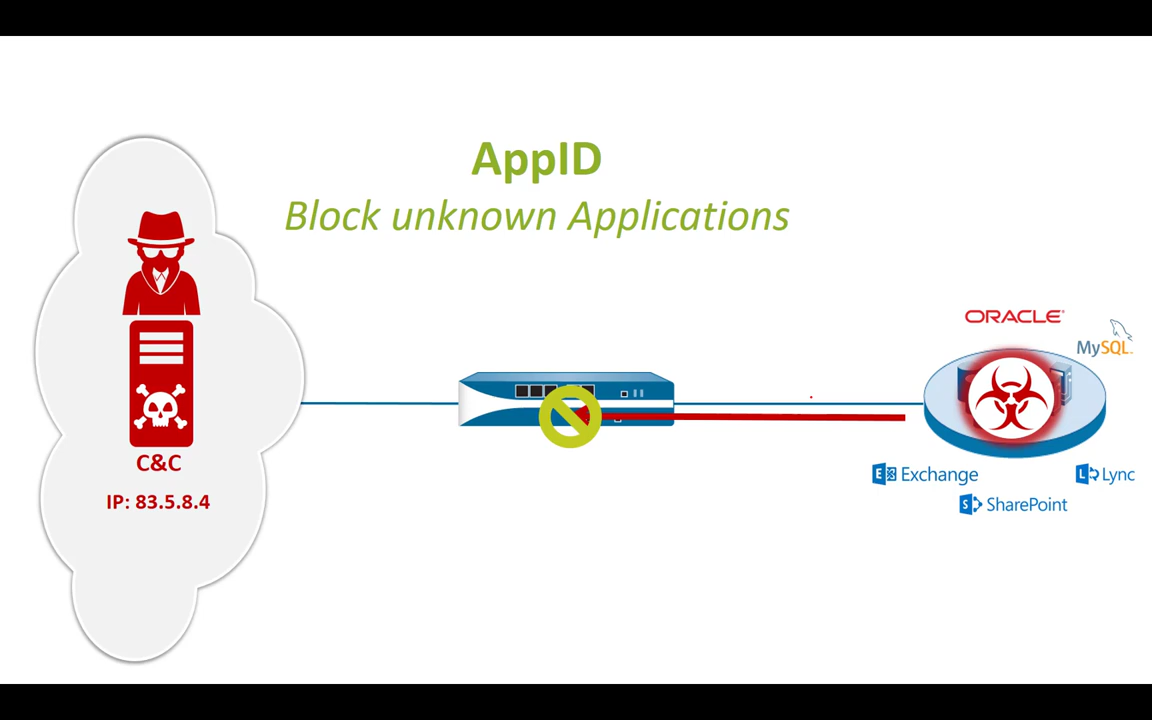 AppID
Block unknown Applications
ORACLE
MySQL
C&C
IP: 83.5.8.4
E Exchange
L Lync
S SharePoint